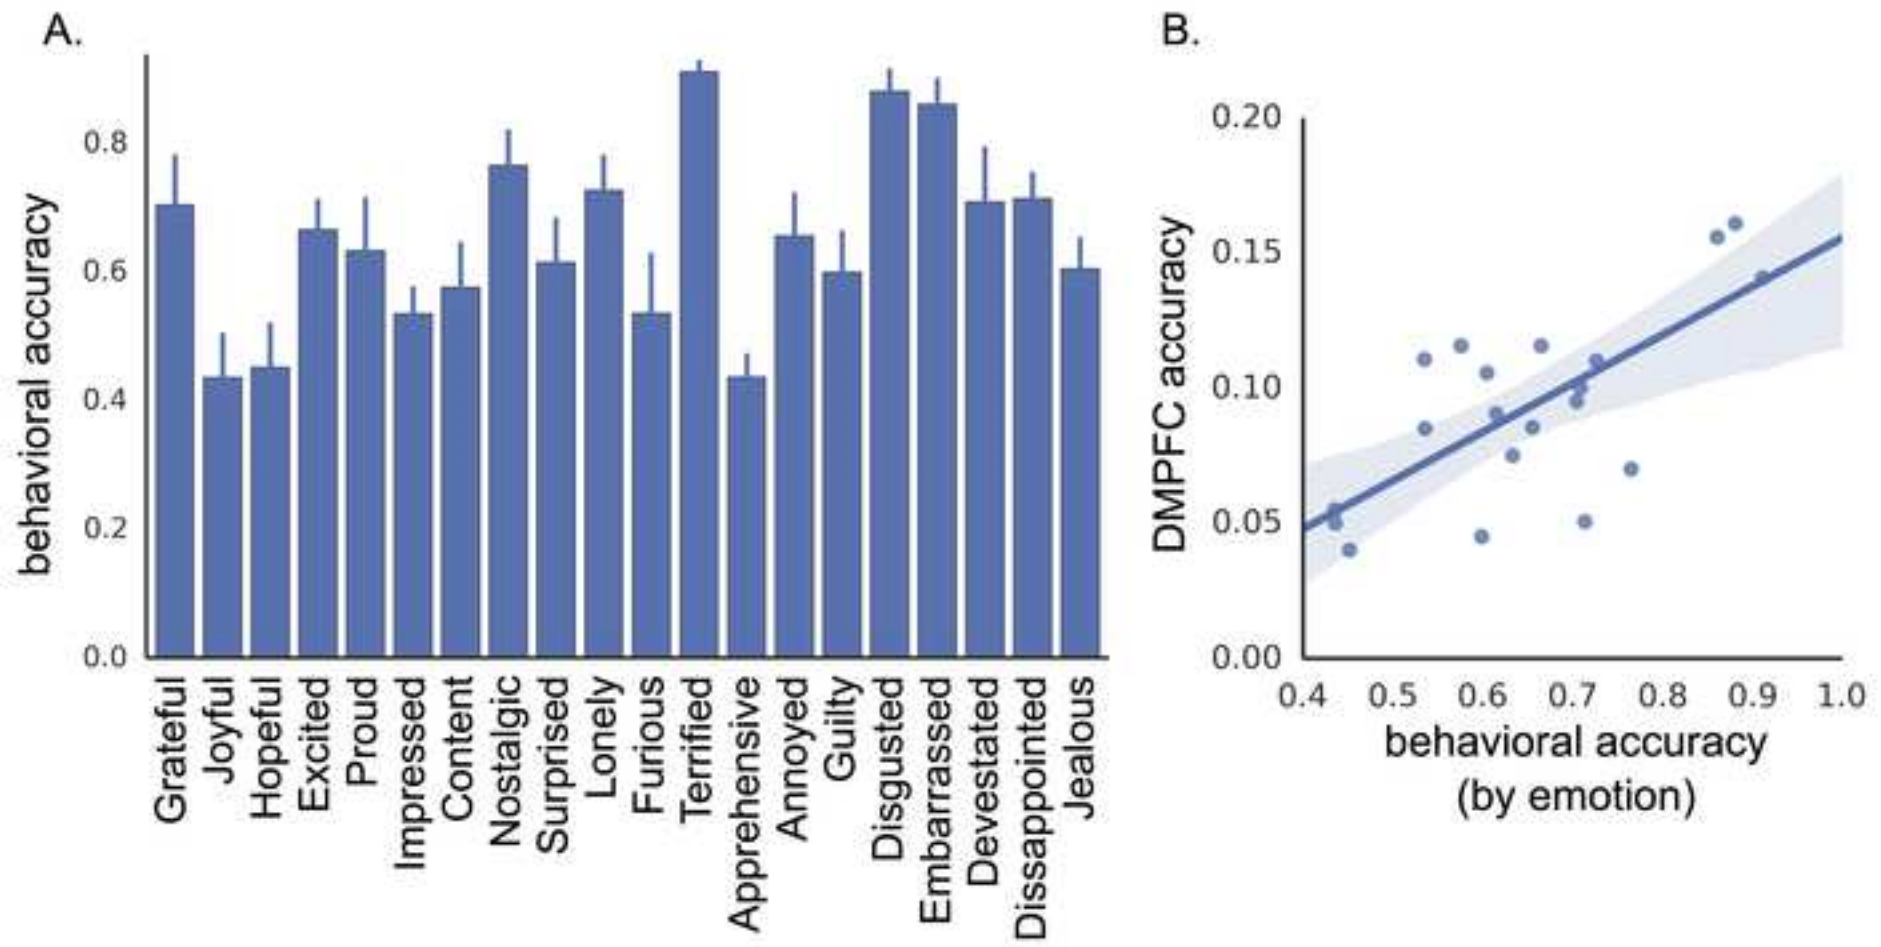 A.
behavioral accuracy
0.8
0.6
0.4
0.2
0.0
Grateful
Joyful
Hopeful
Excited
Proud
Impressed
Content
Nostalgic
Surprised
Lonely
Furious
Terrified
Apprehensive
Annoyed
Guilty
Disgusted
Embarrassed
Devestated
Dissappointed
Jealous
B.
DMPFC accuracy
0.20
0.15
0.10
0.05
0.00
0.4 0.5 0.6 0.7 0.8 0.9 1.0
behavioral accuracy
(by emotion)